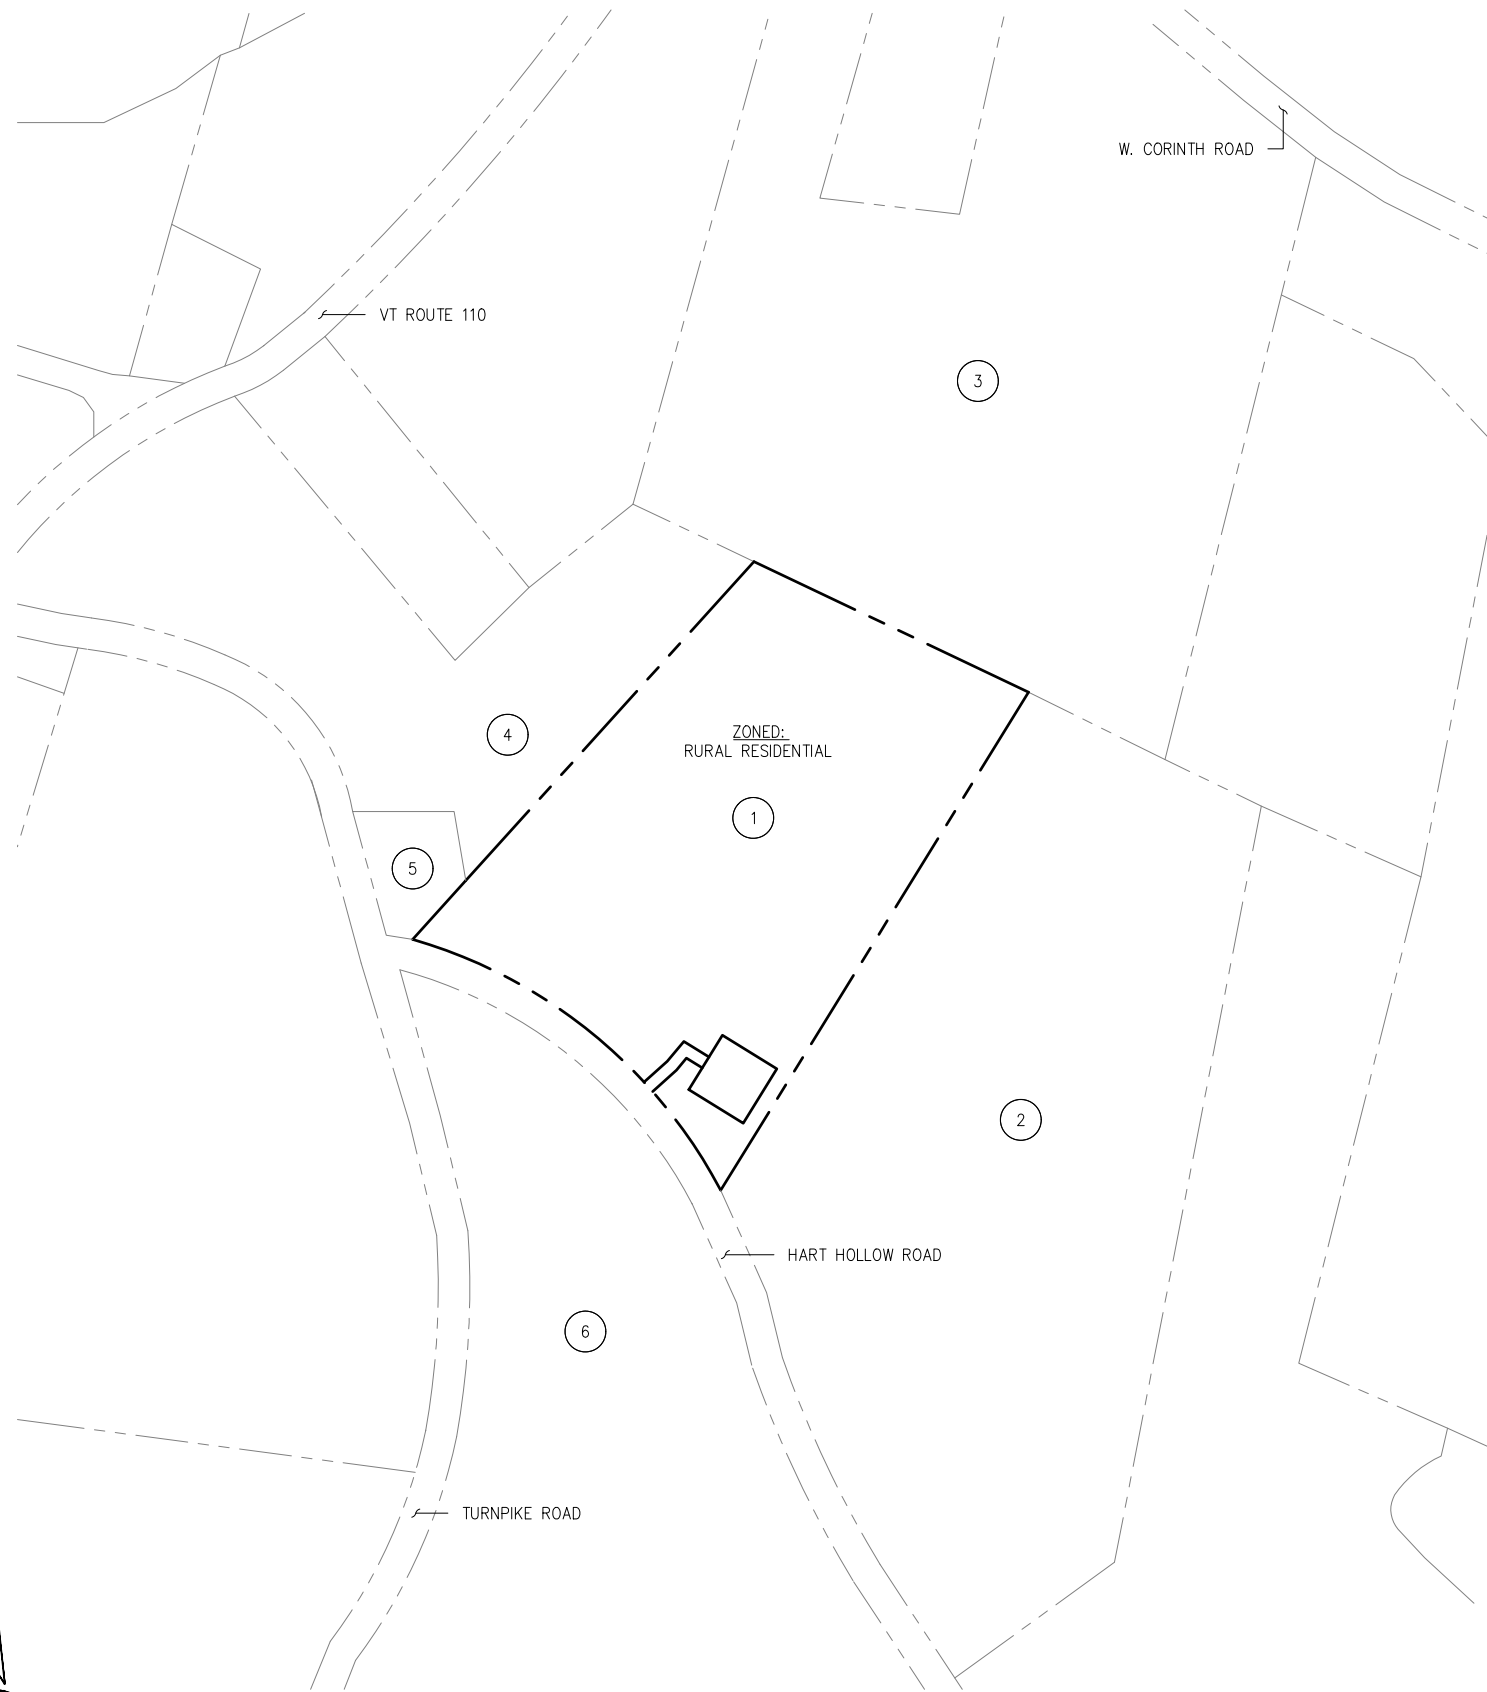 W. CORINTH ROAD
VT ROUTE 110
3
4
ZONED:
RURAL RESIDENTIAL
1
5
2
HART HOLLOW ROAD
6
TURNPIKE ROAD